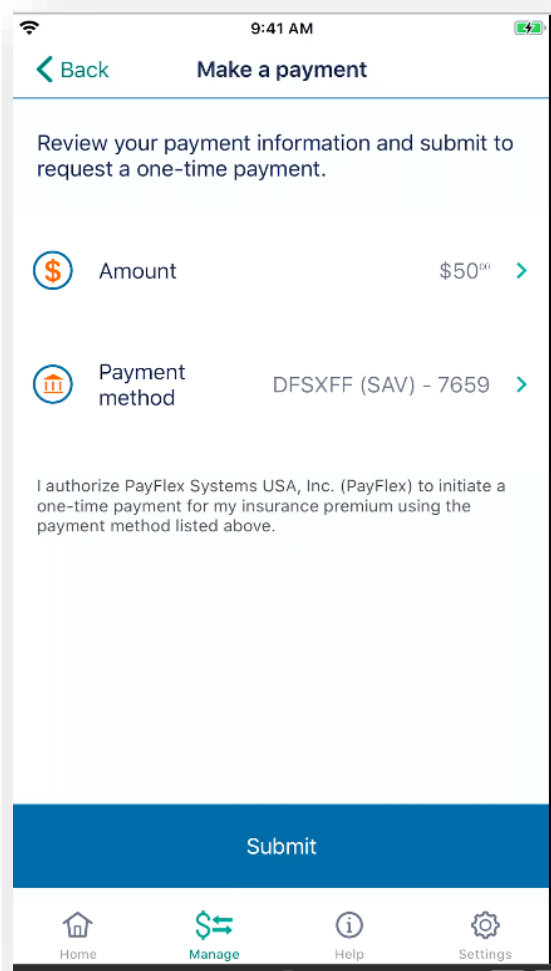 9:41 AM
Back
Make a payment
Review your payment information and submit to
request a one-time payment.
Amount
$50⁰⁰
Payment
method
DFSXFF (SAV) - 7659
I authorize PayFlex Systems USA, Inc. (PayFlex) to initiate a
one-time payment for my insurance premium using the
payment method listed above.
Submit
Home
Manage
Help
Settings